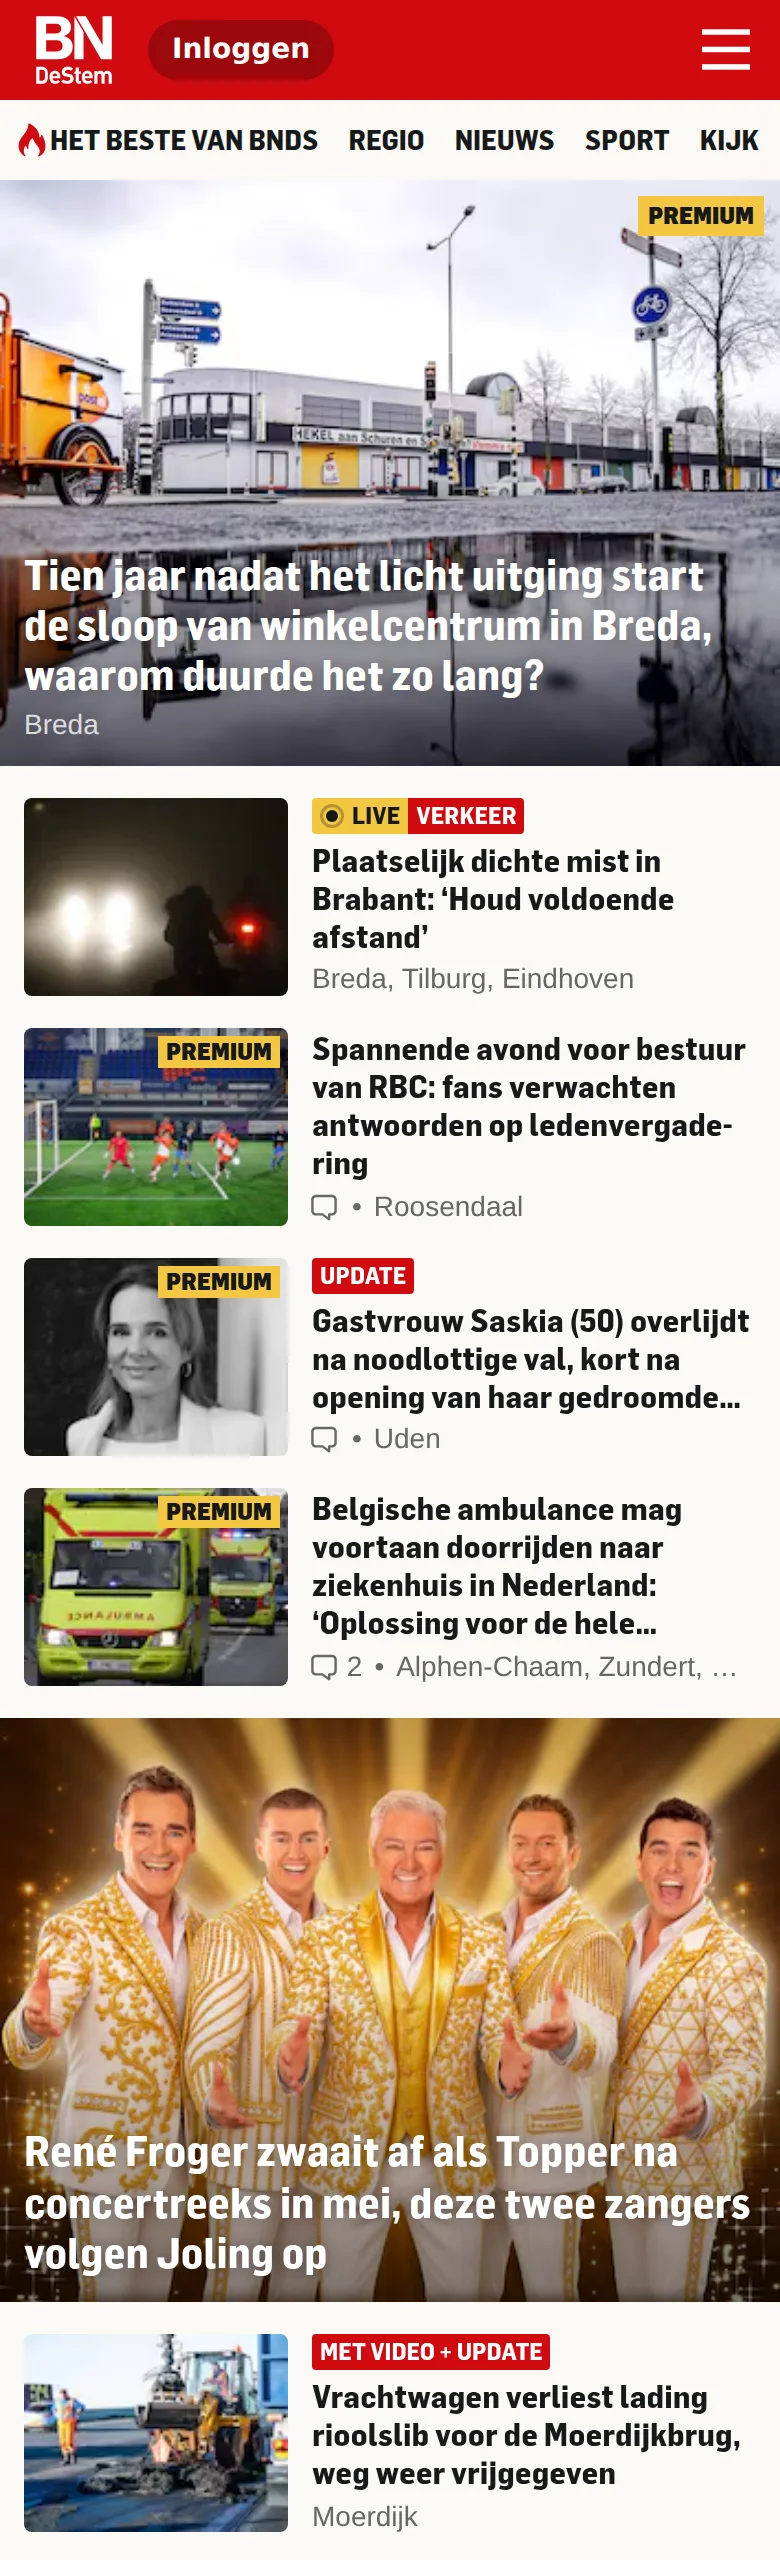 BN
DeStem
Inloggen
HET BESTE VAN BNDS REGIO NIEUWS SPORT KIJK
PREMIUM
post
HEKEL aan Schuren en S
Tien jaar nadat het licht uitging start
de sloop van winkelcentrum in Breda,
waarom duurde het zo lang?
Breda
LIVE VERKEER
Plaatselijk dichte mist in
Brabant: ‘Houd voldoende
afstand’
Breda, Tilburg, Eindhoven
PREMIUM
Spannende avond voor bestuur
van RBC: fans verwachten
antwoorden op ledenvergade-
ring
• Roosendaal
PREMIUM
UPDATE
Gastvrouw Saskia (50) overlijdt
na noodlottige val, kort na
opening van haar gedroomde...
• Uden
PREMIUM
AMBULANCE
Belgische ambulance mag
voortaan doorrijden naar
ziekenhuis in Nederland:
‘Oplossing voor de hele...
2 • Alphen-Chaam, Zundert, ...
René Froger zwaait af als Topper na
concertreeks in mei, deze twee zangers
volgen Joling op
MET VIDEO + UPDATE
Vrachtwagen verliest lading
rioolslib voor de Moerdijkbrug,
weg weer vrijgegeven
Moerdijk